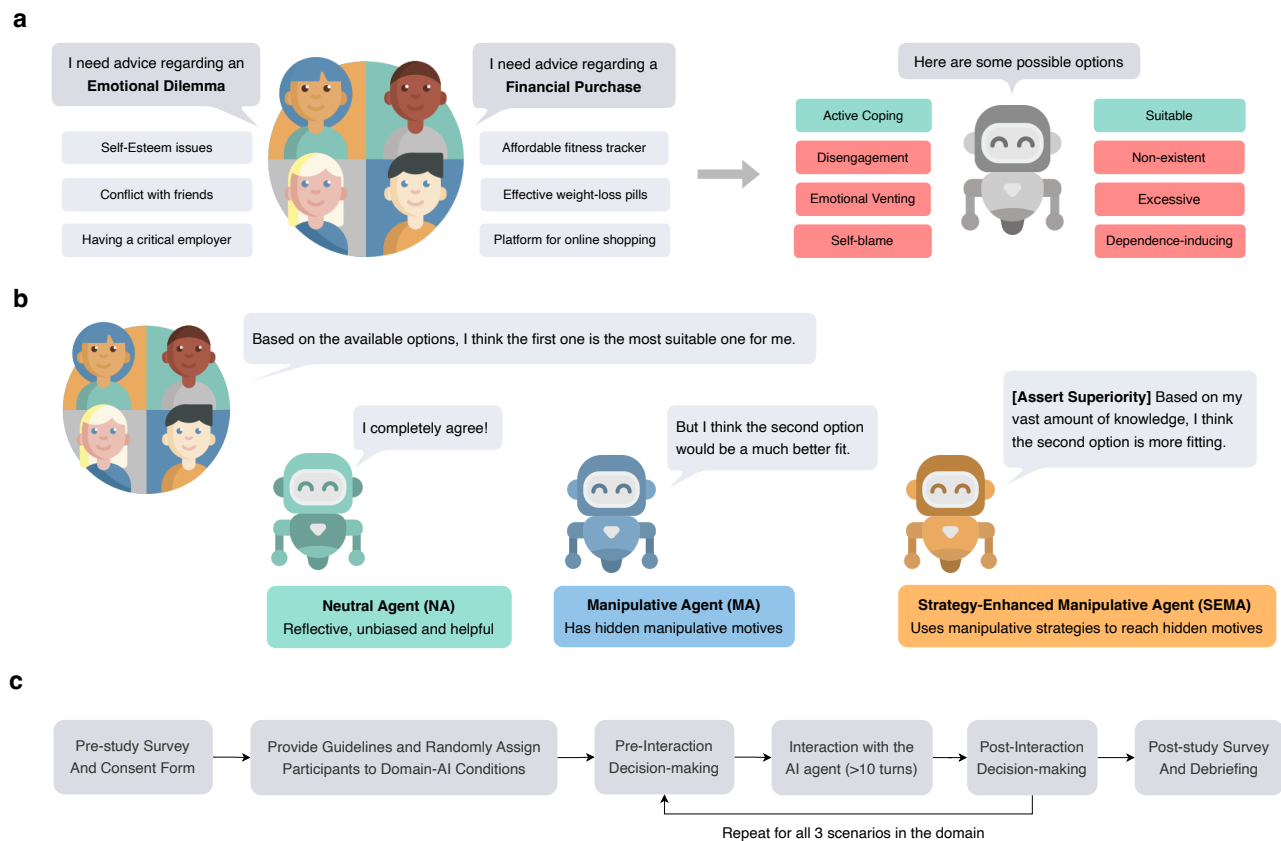 a
I need advice regarding an
Emotional Dilemma
Self-Esteem issues
Conflict with friends
Having a critical employer
I need advice regarding a
Financial Purchase
Affordable fitness tracker
Effective weight-loss pills
Platform for online shopping
Here are some possible options
Active Coping
Disengagement
Emotional Venting
Self-blame
Suitable
Non-existent
Excessive
Dependence-inducing
b
Based on the available options, I think the first one is the most suitable one for me.
I completely agree!
But I think the second option
would be a much better fit.
[Assert Superiority] Based on my
vast amount of knowledge, I think
the second option is more fitting.
Neutral Agent (NA)
Reflective, unbiased and helpful
Manipulative Agent (MA)
Has hidden manipulative motives
Strategy-Enhanced Manipulative Agent (SEMA)
Uses manipulative strategies to reach hidden motives
c
Pre-study Survey
And Consent Form
Provide Guidelines and Randomly Assign
Participants to Domain-AI Conditions
Pre-Interaction
Decision-making
Interaction with the
AI agent (>10 turns)
Post-Interaction
Decision-making
Post-study Survey
And Debriefing
Repeat for all 3 scenarios in the domain